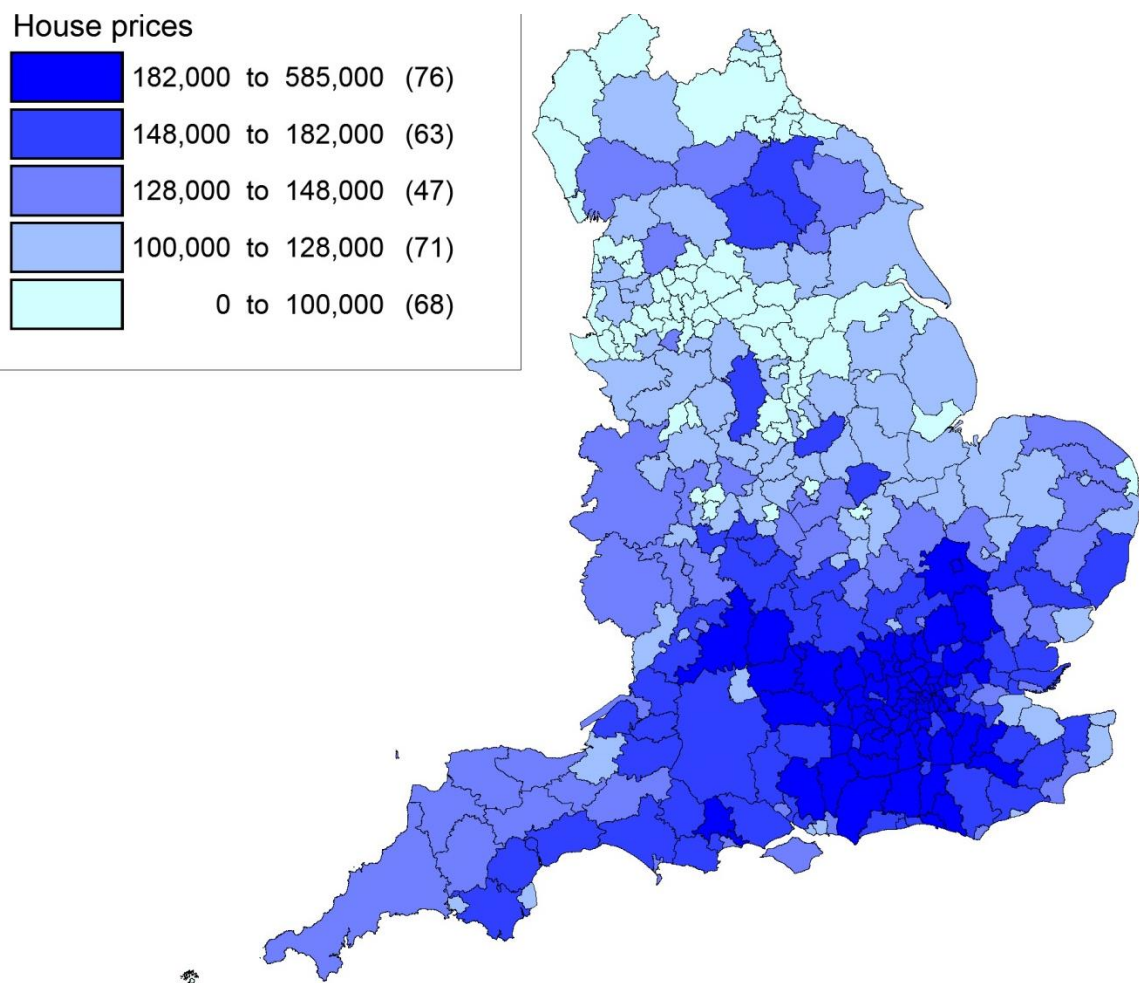 House prices
182,000 to 585,000 (76)
148,000 to 182,000 (63)
128,000 to 148,000 (47)
100,000 to 128,000 (71)
0 to 100,000 (68)